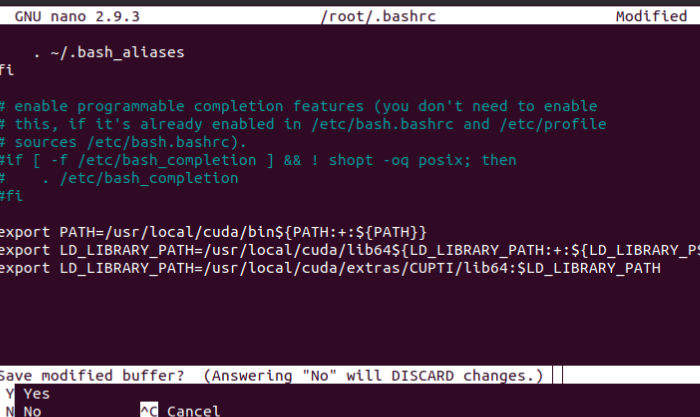 GNU nano 2.9.3 /root/.bashrc Modified
. ~/.bash_aliases
fi
# enable programmable completion features (you don't need to enable
# this, if it's already enabled in /etc/bash.bashrc and /etc/profile
# sources /etc/bash.bashrc).
#if [ -f /etc/bash_completion ] && ! shopt -oq posix; then
# . /etc/bash_completion
#fi
export PATH=/usr/local/cuda/bin${PATH:+:${PATH}}
export LD_LIBRARY_PATH=/usr/local/cuda/lib64${LD_LIBRARY_PATH:+:${LD_LIBRARY_P$
export LD_LIBRARY_PATH=/usr/local/cuda/extras/CUPTI/lib64:$LD_LIBRARY_PATH
Save modified buffer? (Answering "No" will DISCARD changes.)
Y Yes
N No ^C Cancel